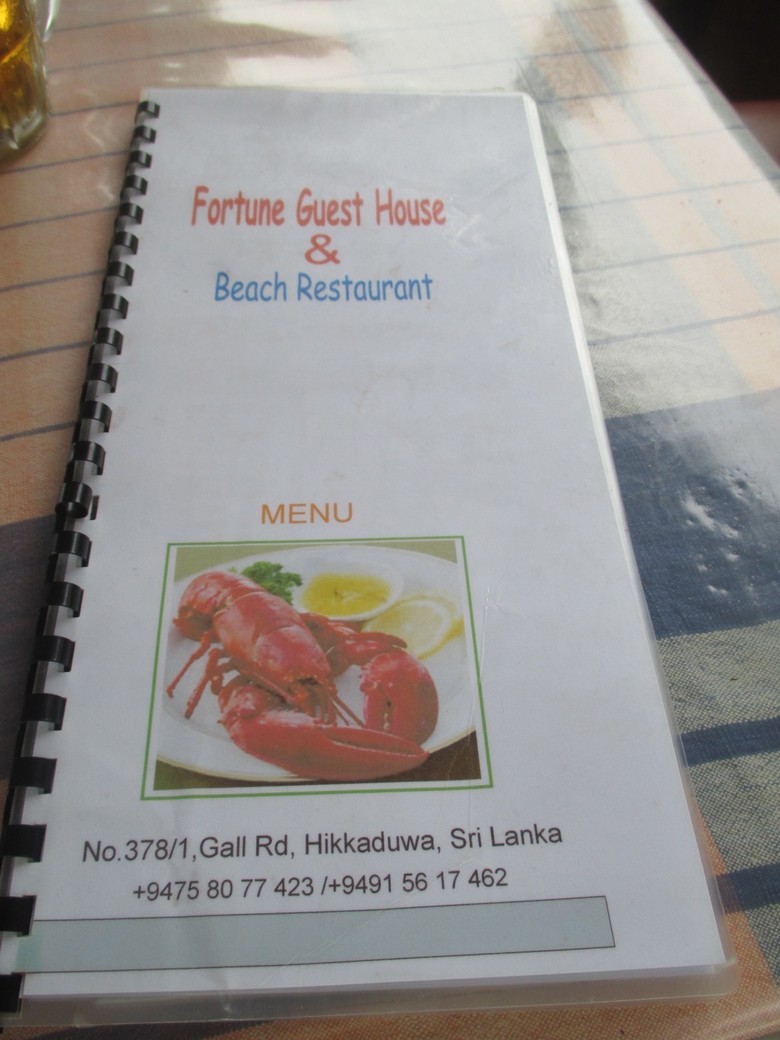 Fortune Guest House
&
Beach Restaurant
MENU
No.378/1,Gall Rd, Hikkaduwa, Sri Lanka
+9475 80 77 423 /+9491 56 17 462